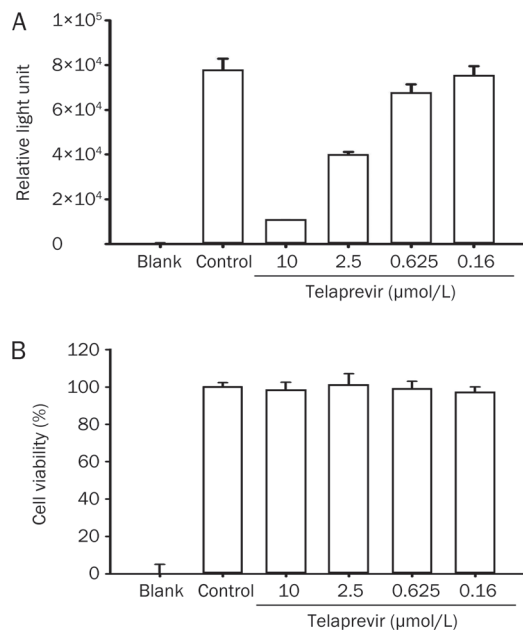 A
Relative light unit
1×10⁵
8×10⁴
6×10⁴
4×10⁴
2×10⁴
0
Blank Control 10 2.5 0.625 0.16
Telaprevir (μmol/L)
B
Cell viability (%)
120
100
80
60
40
20
0
Blank Control 10 2.5 0.625 0.16
Telaprevir (μmol/L)